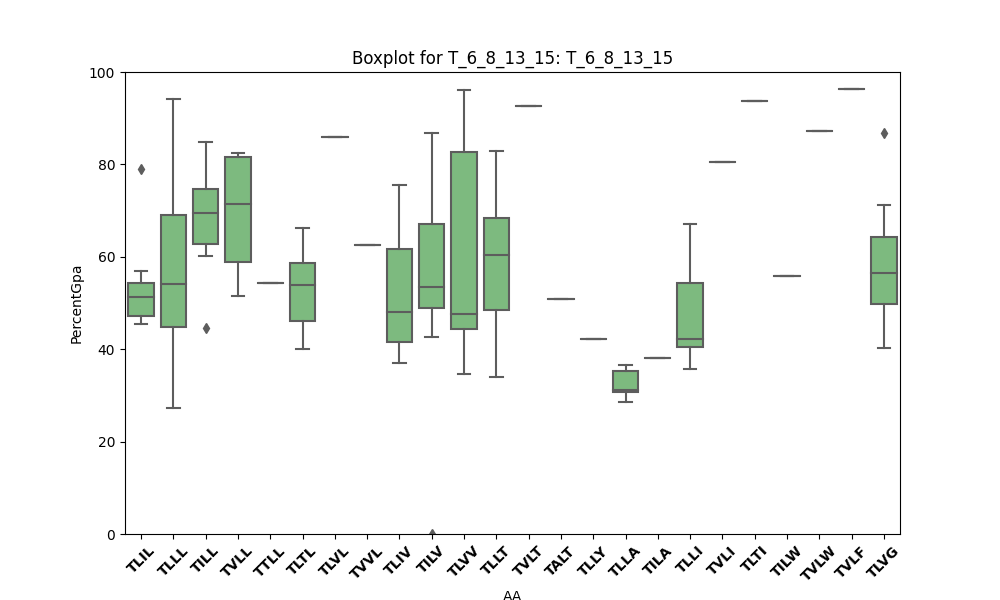 Boxplot for T_6_8_13_15: T_6_8_13_15
100
80
60
40
20
0
PercentGpa
TLIL TLLL TILL TVLL TTLL TLTL TLVL TVVL TLIV TILV TLVV TLLT TVLT TALT TLLY TLLA TILA TLLI TVLI TLTI TILW TVLW TVLF TLVG
AA